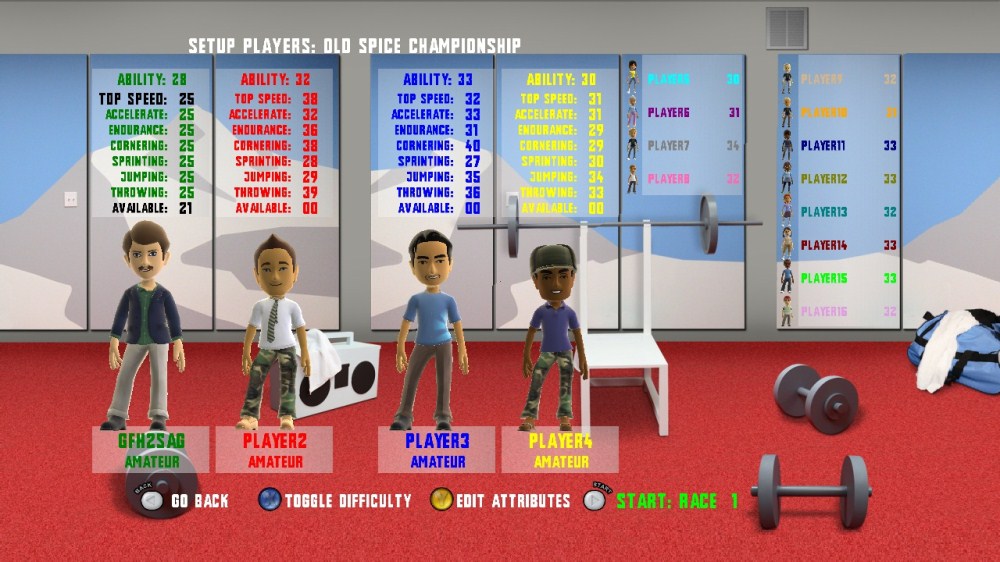 SETUP PLAYERS: OLD SPICE CHAMPIONSHIP
ABILITY: 28
TOP SPEED: 25
ACCELERATE: 25
ENDURANCE: 25
CORNERING: 25
SPRINTING: 25
JUMPING: 25
THROWING: 25
AVAILABLE: 21
ABILITY: 32
TOP SPEED: 38
ACCELERATE: 32
ENDURANCE: 36
CORNERING: 38
SPRINTING: 28
JUMPING: 29
THROWING: 39
AVAILABLE: 00
ABILITY: 33
TOP SPEED: 32
ACCELERATE: 33
ENDURANCE: 31
CORNERING: 40
SPRINTING: 27
JUMPING: 35
THROWING: 36
AVAILABLE: 00
ABILITY: 30
TOP SPEED: 31
ACCELERATE: 31
ENDURANCE: 29
CORNERING: 29
SPRINTING: 30
JUMPING: 34
THROWING: 33
AVAILABLE: 00
PLAYER5 30
PLAYER6 31
PLAYER7 34
PLAYER8 32
PLAYER9 32
PLAYER10
PLAYER11 33
PLAYER12 33
PLAYER13 32
PLAYER14 33
PLAYER15 33
PLAYER16 32
GFH2SAG
AMATEUR
PLAYER2
AMATEUR
PLAYER3
AMATEUR
PLAYER4
AMATEUR
BACK GO BACK TOGGLE DIFFICULTY EDIT ATTRIBUTES START START: RACE 1